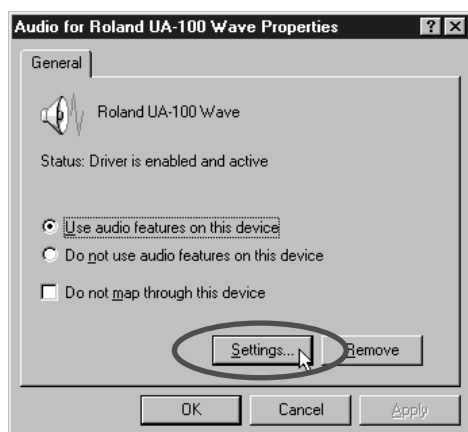 Audio for Roland UA-100 Wave Properties
General
Roland UA-100 Wave
Status: Driver is enabled and active
Use audio features on this device
Do not use audio features on this device
Do not map through this device
Settings... Remove
OK Cancel Apply